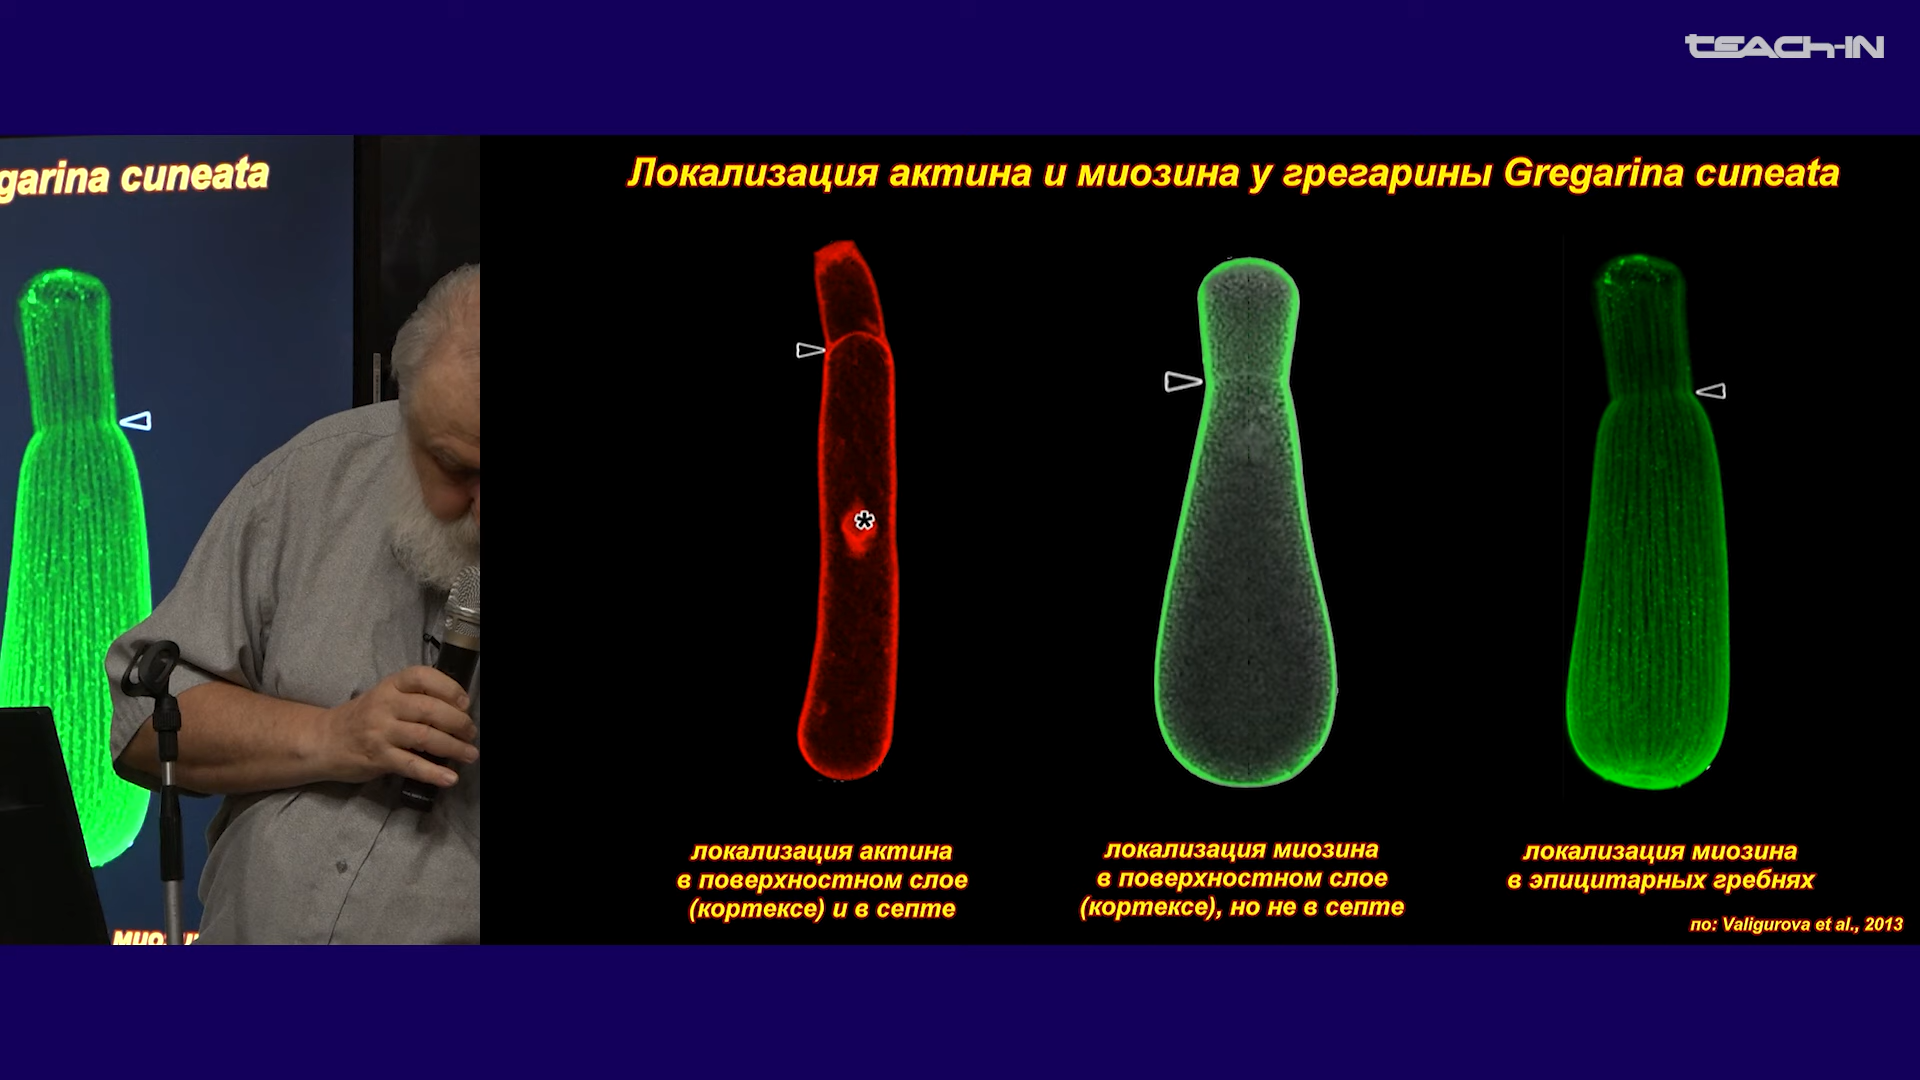 teach-in
garina cuneata
Локализация актина и миозина у грегарины Gregarina cuneata
*
локализация актина
в поверхностном слое
(кортексе) и в септе
локализация миозина
в поверхностном слое
(кортексе), но не в септе
локализация миозина
в эпицитарных гребнях
по: Valigurova et al., 2013